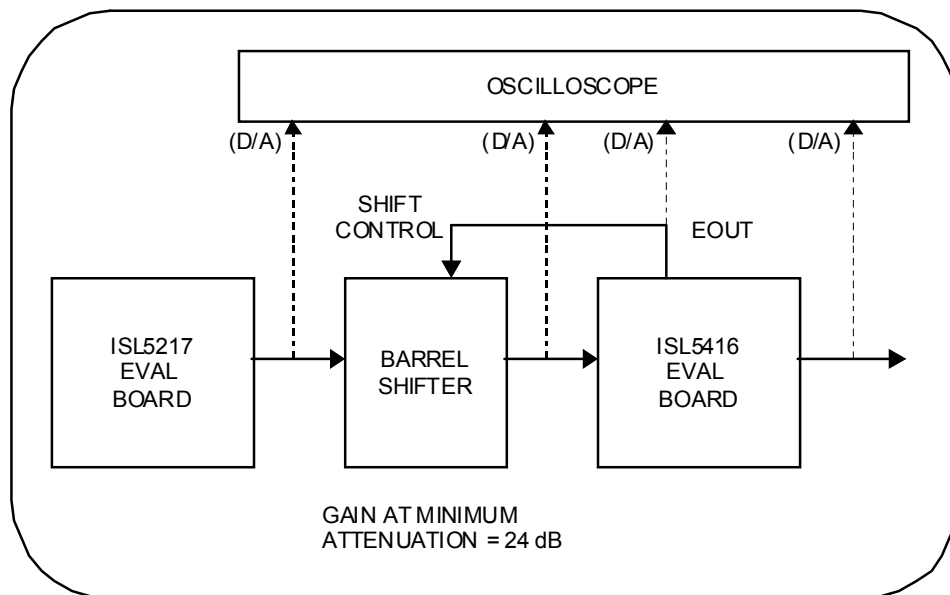 OSCILLOSCOPE
(D/A)
(D/A)
(D/A)
(D/A)
SHIFT
CONTROL
EOUT
ISL5217
EVAL
BOARD
BARREL
SHIFTER
ISL5416
EVAL
BOARD
GAIN AT MINIMUM
ATTENUATION = 24 dB